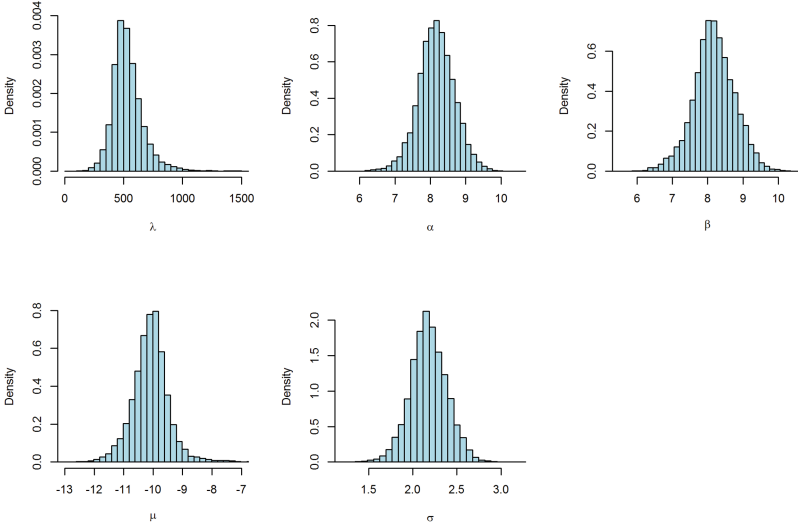 Density
0.000 0.001 0.002 0.003 0.004
0 500 1000 1500
λ
Density
0.0 0.2 0.4 0.6 0.8
6 7 8 9 10
α
Density
0.0 0.2 0.4 0.6
6 7 8 9 10
β
Density
0.0 0.2 0.4 0.6 0.8
-13 -12 -11 -10 -9 -8 -7
μ
Density
0.0 0.5 1.0 1.5 2.0
1.5 2.0 2.5 3.0
σ